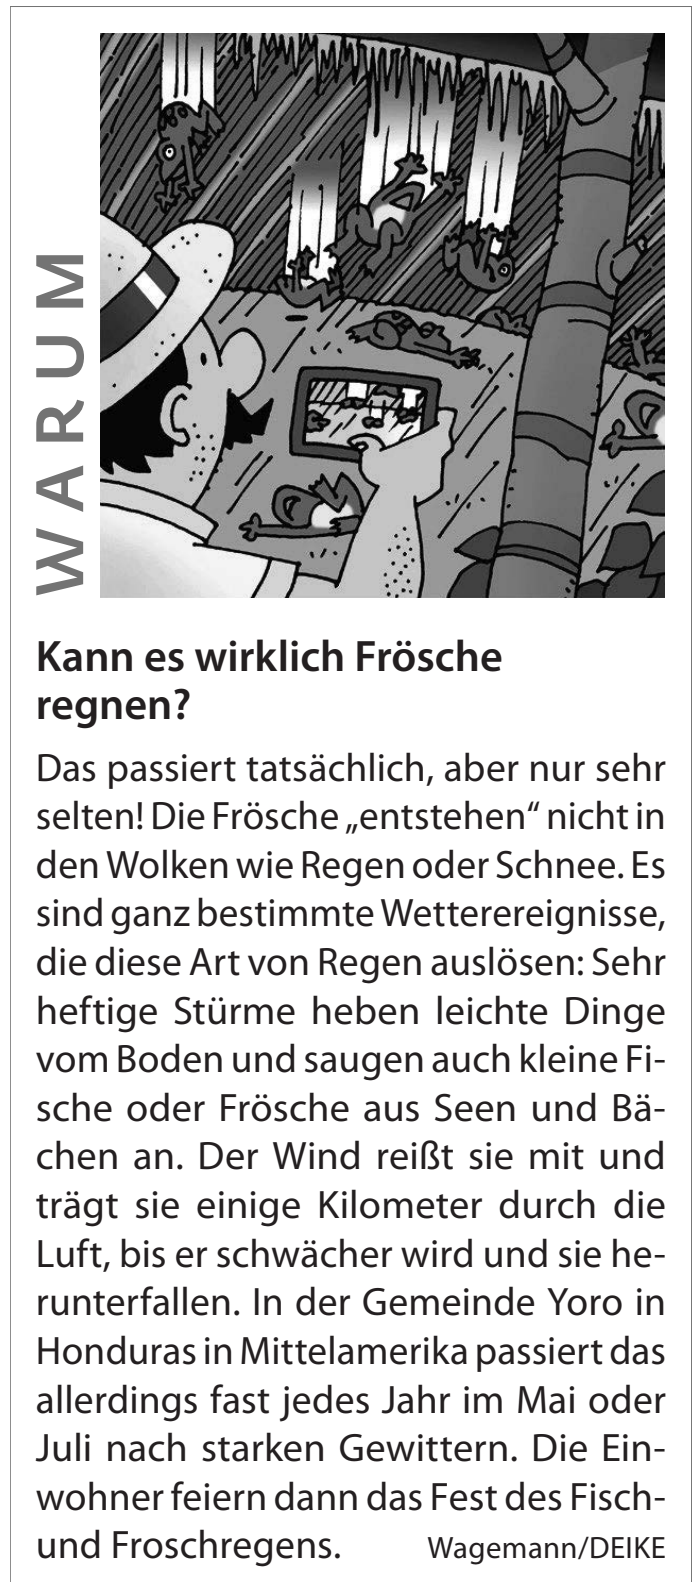 WARUM
Kann es wirklich Frösche
regnen?
Das passiert tatsächlich, aber nur sehr
selten! Die Frösche „entstehen“ nicht in
den Wolken wie Regen oder Schnee. Es
sind ganz bestimmte Wetterereignisse,
die diese Art von Regen auslösen: Sehr
heftige Stürme heben leichte Dinge
vom Boden und saugen auch kleine Fi-
sche oder Frösche aus Seen und Bä-
chen an. Der Wind reißt sie mit und
trägt sie einige Kilometer durch die
Luft, bis er schwächer wird und sie he-
runterfallen. In der Gemeinde Yoro in
Honduras in Mittelamerika passiert das
allerdings fast jedes Jahr im Mai oder
Juli nach starken Gewittern. Die Ein-
wohner feiern dann das Fest des Fisch-
und Froschregens. Wagemann/DEIKE